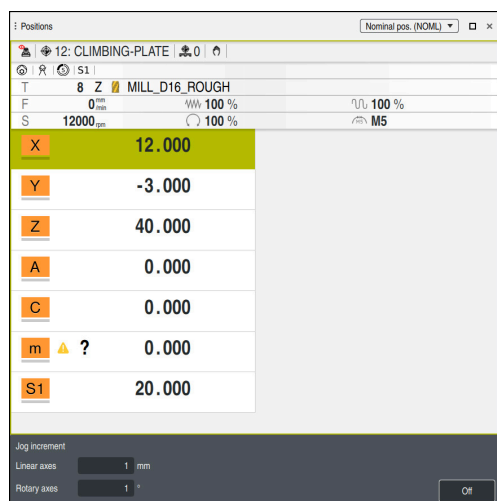 Positions Nominal pos. (NOML)
12: CLIMBING-PLATE 0
S1
T 8 Z MILL_D16_ROUGH
F 0 mm/min 100 % 100 %
S 12000 rpm 100 % M5
X 12.000
Y -3.000
Z 40.000
A 0.000
C 0.000
m ? 0.000
S1 20.000
Jog increment
Linear axes 1 mm
Rotary axes 1 °
Off